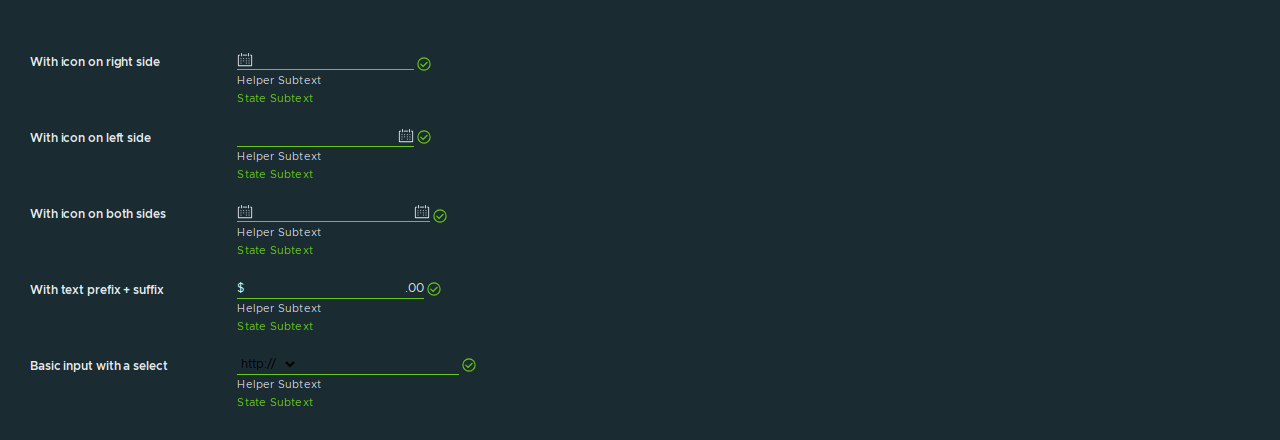 With icon on right side
Helper Subtext
State Subtext
With icon on left side
Helper Subtext
State Subtext
With icon on both sides
Helper Subtext
State Subtext
With text prefix + suffix $ .00
Helper Subtext
State Subtext
Basic input with a select http://
Helper Subtext
State Subtext